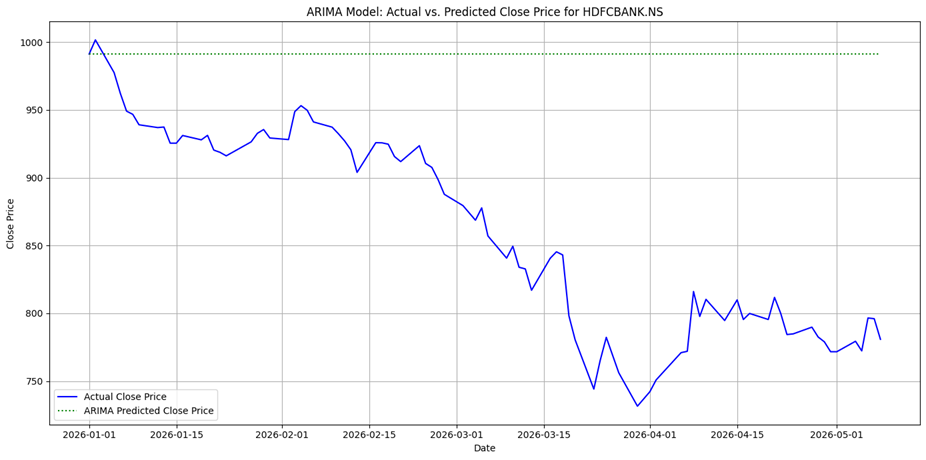 ARIMA Model: Actual vs. Predicted Close Price for HDFCBANK.NS
1000
950
900
850
800
750
Close Price
Actual Close Price
ARIMA Predicted Close Price
2026-01-01 2026-01-15 2026-02-01 2026-02-15 2026-03-01 2026-03-15 2026-04-01 2026-04-15 2026-05-01
Date